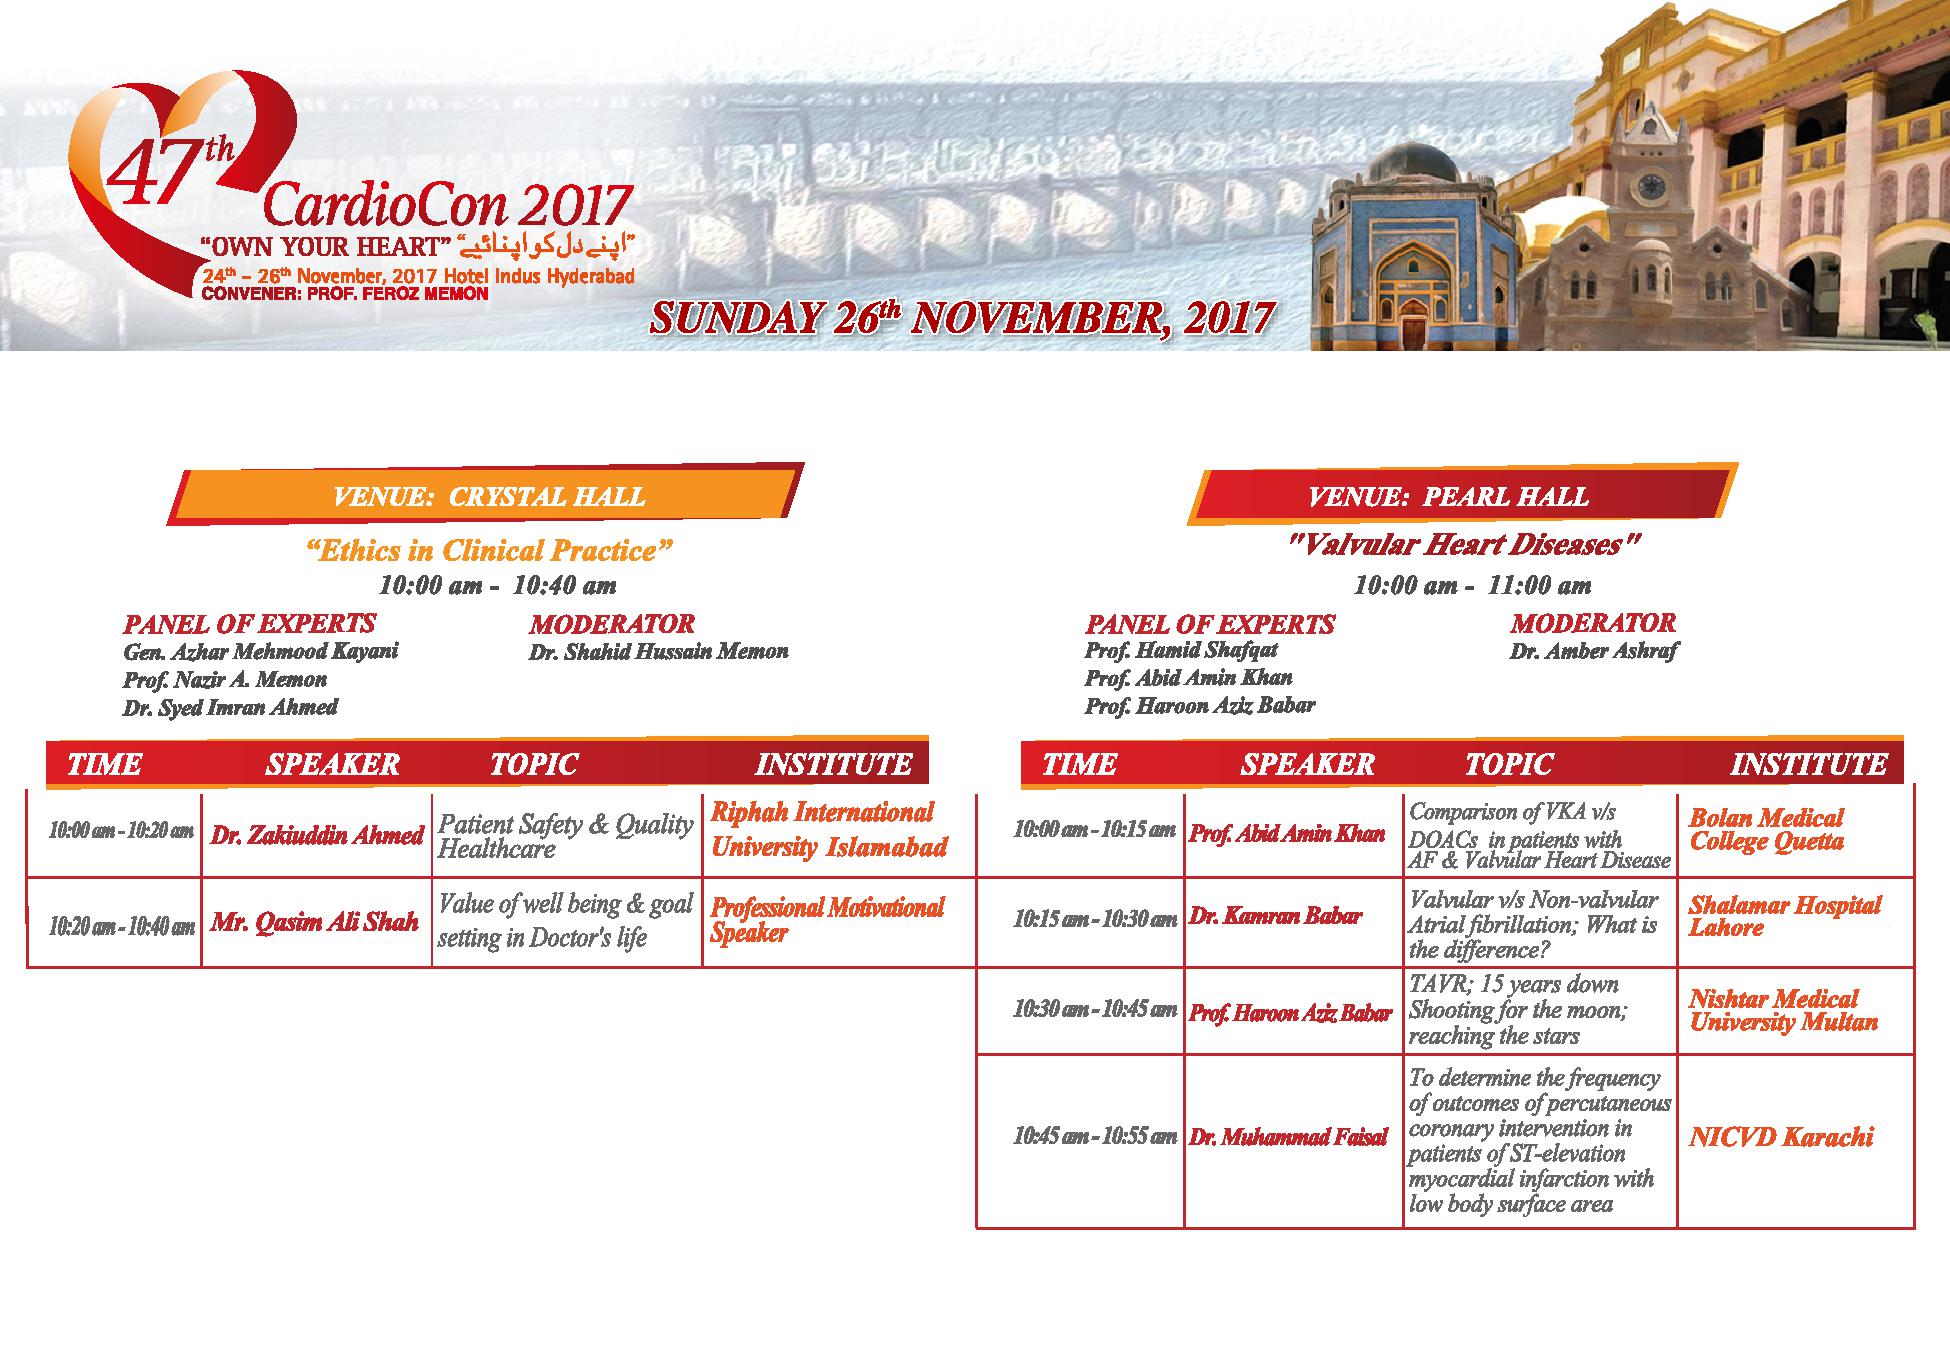 47th
CardioCon 2017
“OWN YOUR HEART” “اپنے دل کو اپنائیے”
24th – 26th November, 2017 Hotel Indus Hyderabad
CONVENER: PROF. FEROZ MEMON
SUNDAY 26th NOVEMBER, 2017
VENUE: CRYSTAL HALL
“Ethics in Clinical Practice”
10:00 am - 10:40 am
PANEL OF EXPERTS
Gen. Azhar Mehmood Kayani
Prof. Nazir A. Memon
Dr. Syed Imran Ahmed
MODERATOR
Dr. Shahid Hussain Memon
TIME SPEAKER TOPIC INSTITUTE
10:00 am - 10:20 am
Dr. Zakiuddin Ahmed
Patient Safety & Quality
Healthcare
Riphah International
University Islamabad
10:20 am - 10:40 am
Mr. Qasim Ali Shah
Value of well being & goal
setting in Doctor's life
Professional Motivational
Speaker
VENUE: PEARL HALL
"Valvular Heart Diseases"
10:00 am - 11:00 am
PANEL OF EXPERTS
Prof. Hamid Shafqat
Prof. Abid Amin Khan
Prof. Haroon Aziz Babar
MODERATOR
Dr. Amber Ashraf
TIME SPEAKER TOPIC INSTITUTE
10:00 am - 10:15 am
Prof. Abid Amin Khan
Comparison of VKA v/s
DOACs in patients with
AF & Valvular Heart Disease
Bolan Medical
College Quetta
10:15 am - 10:30 am
Dr. Kamran Babar
Valvular v/s Non-valvular
Atrial fibrillation; What is
the difference?
Shalamar Hospital
Lahore
10:30 am - 10:45 am
Prof. Haroon Aziz Babar
TAVR; 15 years down
Shooting for the moon;
reaching the stars
Nishtar Medical
University Multan
10:45 am - 10:55 am
Dr. Muhammad Faisal
To determine the frequency
of outcomes of percutaneous
coronary intervention in
patients of ST-elevation
myocardial infarction with
low body surface area
NICVD Karachi